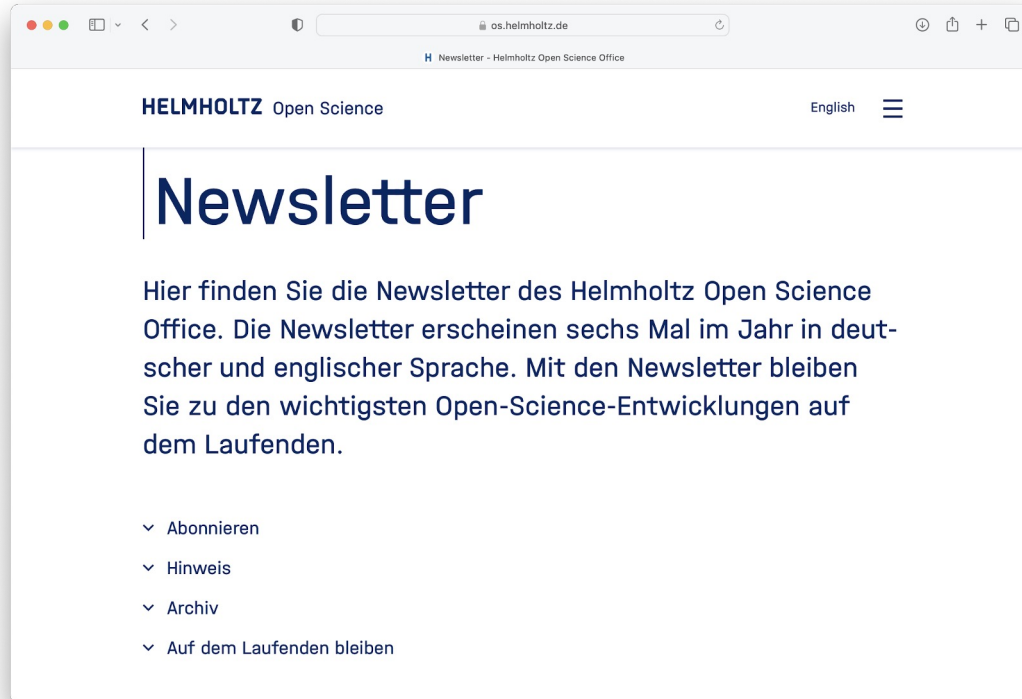 os.helmholtz.de
H Newsletter - Helmholtz Open Science Office
HELMHOLTZ Open Science
English
Newsletter
Hier finden Sie die Newsletter des Helmholtz Open Science
Office. Die Newsletter erscheinen sechs Mal im Jahr in deut-
scher und englischer Sprache. Mit den Newsletter bleiben
Sie zu den wichtigsten Open-Science-Entwicklungen auf
dem Laufenden.
Abonnieren
Hinweis
Archiv
Auf dem Laufenden bleiben